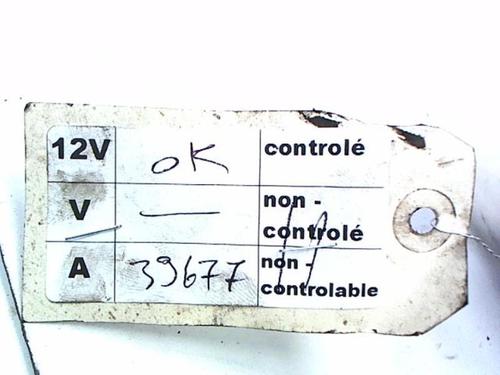 12V OK controlé
V — non -
controlé
A 39677 non -
controlable